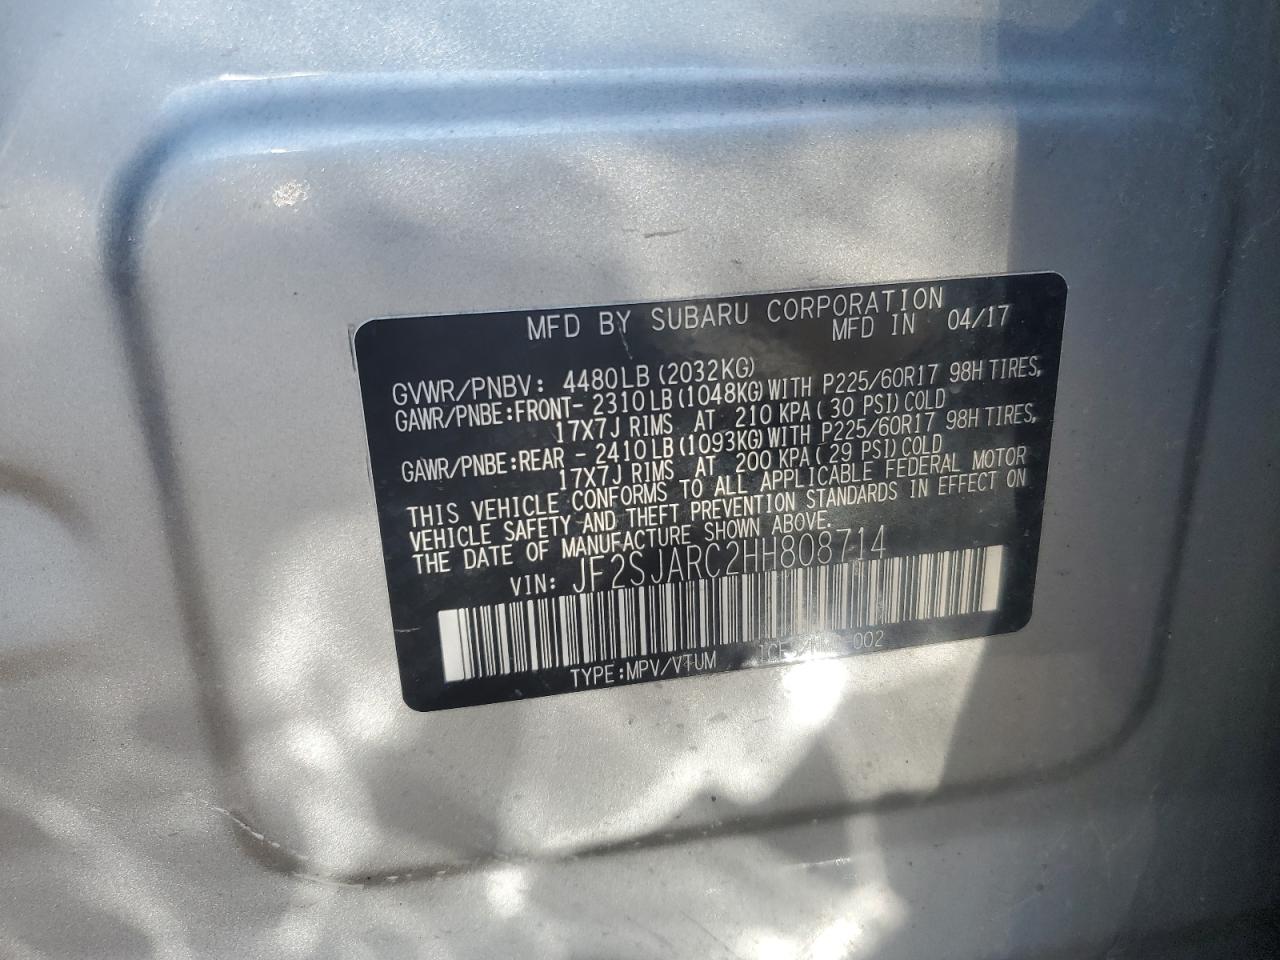 MFD BY SUBARU CORPORATION
MFD IN 04/17
GVWR/PNBV: 4480LB (2032KG)
GAWR/PNBE:FRONT- 2310LB (1048KG) WITH P225/60R17 98H TIRES,
17X7J RIMS AT 210 KPA ( 30 PSI) COLD
GAWR/PNBE:REAR - 2410LB (1093KG) WITH P225/60R17 98H TIRES,
17X7J RIMS AT 200 KPA ( 29 PSI) COLD
THIS VEHICLE CONFORMS TO ALL APPLICABLE FEDERAL MOTOR
VEHICLE SAFETY AND THEFT PREVENTION STANDARDS IN EFFECT ON
THE DATE OF MANUFACTURE SHOWN ABOVE.
VIN: JF2SJARC2HH808714
TYPE:MPV/VTUM 002